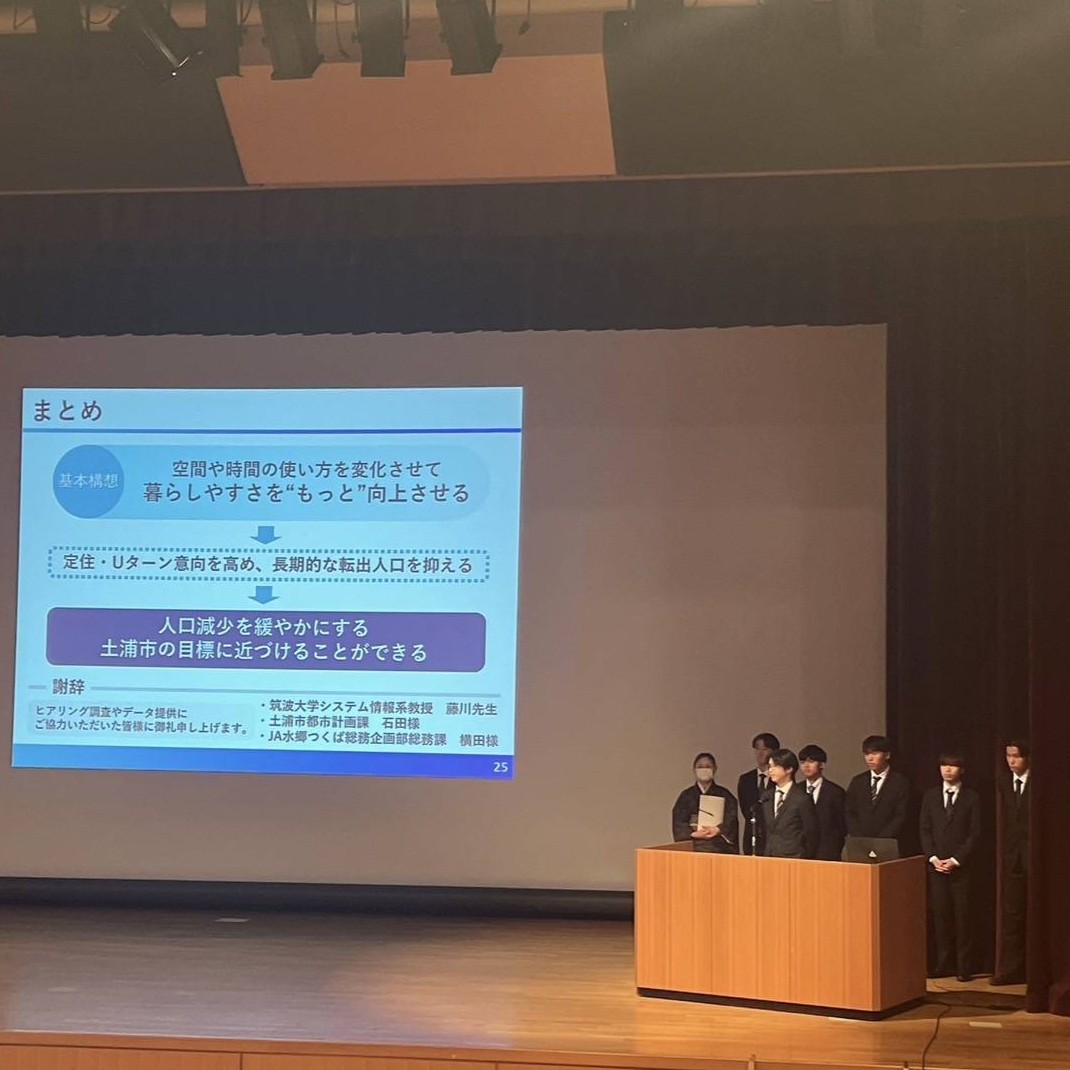 まとめ
基本構想
空間や時間の使い方を変化させて
暮らしやすさを“もっと”向上させる
定住・Uターン意向を高め、長期的な転出人口を抑える
人口減少を緩やかにする
土浦市の目標に近づけることができる
謝辞
ヒアリング調査やデータ提供に
ご協力いただいた皆様に御礼申し上げます。
・筑波大学システム情報系教授 藤川先生
・土浦市都市計画課 石田様
・JA水郷つくば総務企画部総務課 横田様
25